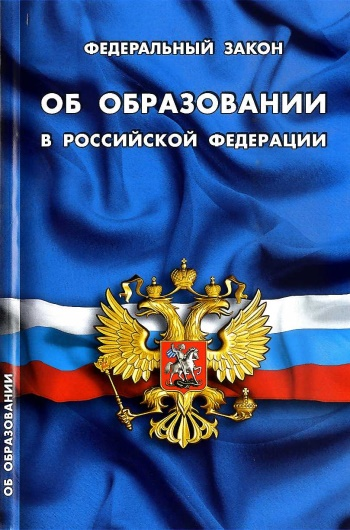 ФЕДЕРАЛЬНЫЙ ЗАКОН
ОБ ОБРАЗОВАНИИ
В РОССИЙСКОЙ ФЕДЕРАЦИИ
ОБ ОБРАЗОВАНИИ